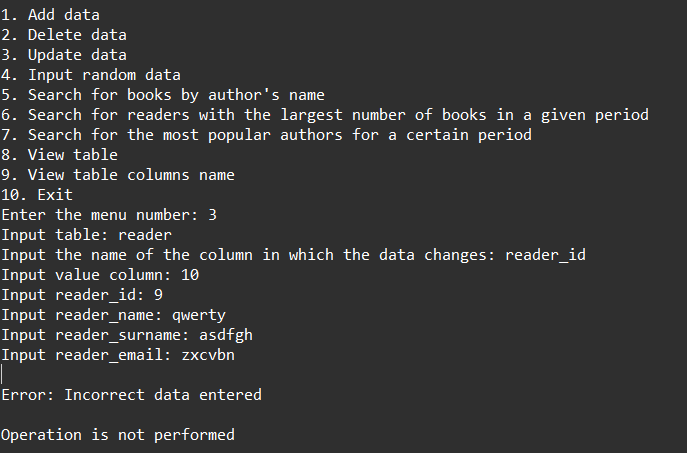 1. Add data
2. Delete data
3. Update data
4. Input random data
5. Search for books by author's name
6. Search for readers with the largest number of books in a given period
7. Search for the most popular authors for a certain period
8. View table
9. View table columns name
10. Exit
Enter the menu number: 3
Input table: reader
Input the name of the column in which the data changes: reader_id
Input value column: 10
Input reader_id: 9
Input reader_name: qwerty
Input reader_surname: asdfgh
Input reader_email: zxcvbn
Error: Incorrect data entered
Operation is not performed